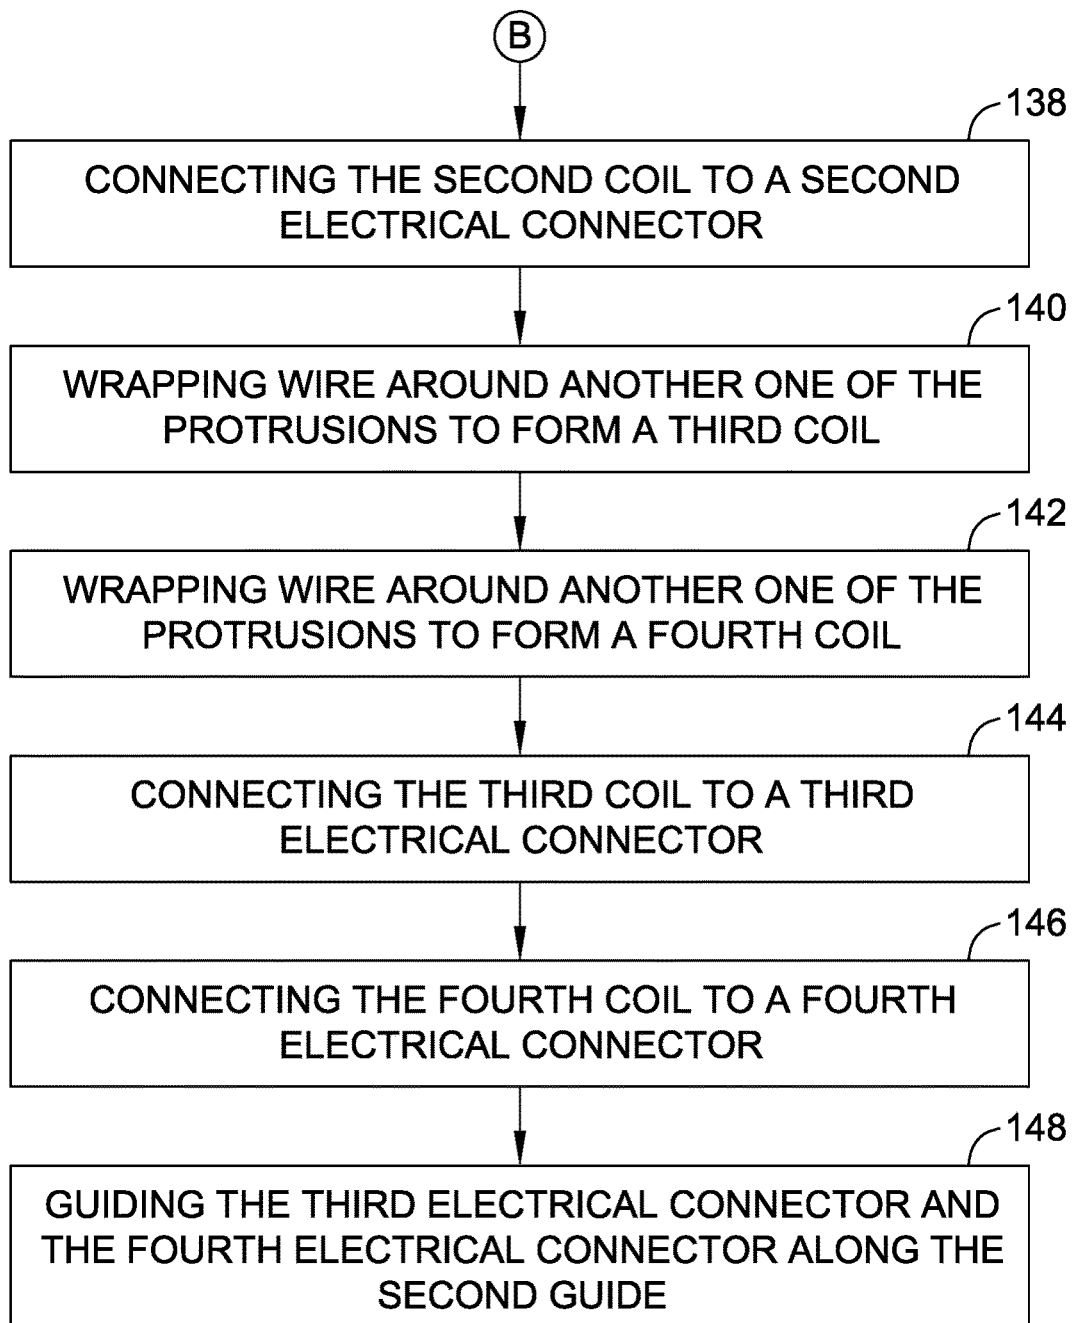 B
138
CONNECTING THE SECOND COIL TO A SECOND
ELECTRICAL CONNECTOR
140
WRAPPING WIRE AROUND ANOTHER ONE OF THE
PROTRUSIONS TO FORM A THIRD COIL
142
WRAPPING WIRE AROUND ANOTHER ONE OF THE
PROTRUSIONS TO FORM A FOURTH COIL
144
CONNECTING THE THIRD COIL TO A THIRD
ELECTRICAL CONNECTOR
146
CONNECTING THE FOURTH COIL TO A FOURTH
ELECTRICAL CONNECTOR
148
GUIDING THE THIRD ELECTRICAL CONNECTOR AND
THE FOURTH ELECTRICAL CONNECTOR ALONG THE
SECOND GUIDE